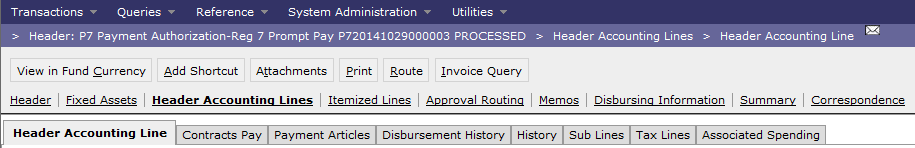 Transactions Queries Reference System Administration Utilities
> Header: P7 Payment Authorization-Reg 7 Prompt Pay P720141029000003 PROCESSED > Header Accounting Lines > Header Accounting Line
View in Fund Currency Add Shortcut Attachments Print Route Invoice Query
Header Fixed Assets Header Accounting Lines Itemized Lines Approval Routing Memos Disbursing Information Summary Correspondence
Header Accounting Line Contracts Pay Payment Articles Disbursement History History Sub Lines Tax Lines Associated Spending